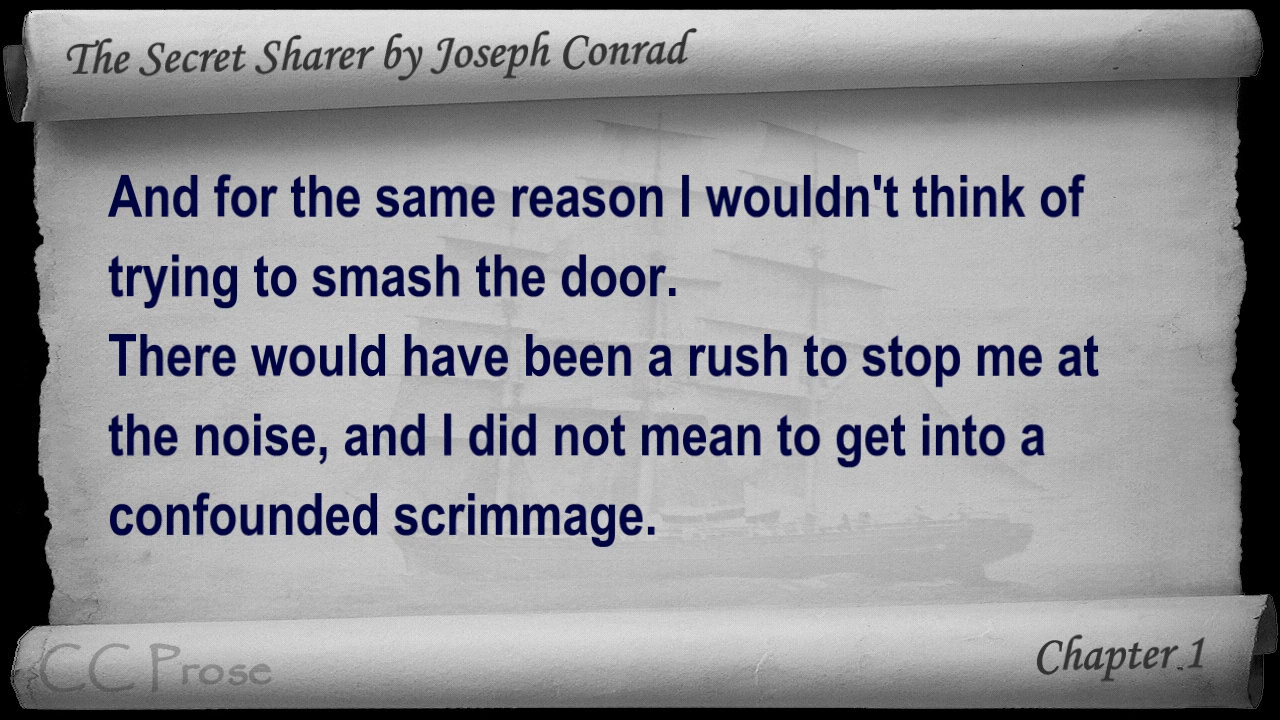 The Secret Sharer by Joseph Conrad
And for the same reason I wouldn't think of
trying to smash the door.
There would have been a rush to stop me at
the noise, and I did not mean to get into a
confounded scrimmage.
CC Prose
Chapter 1